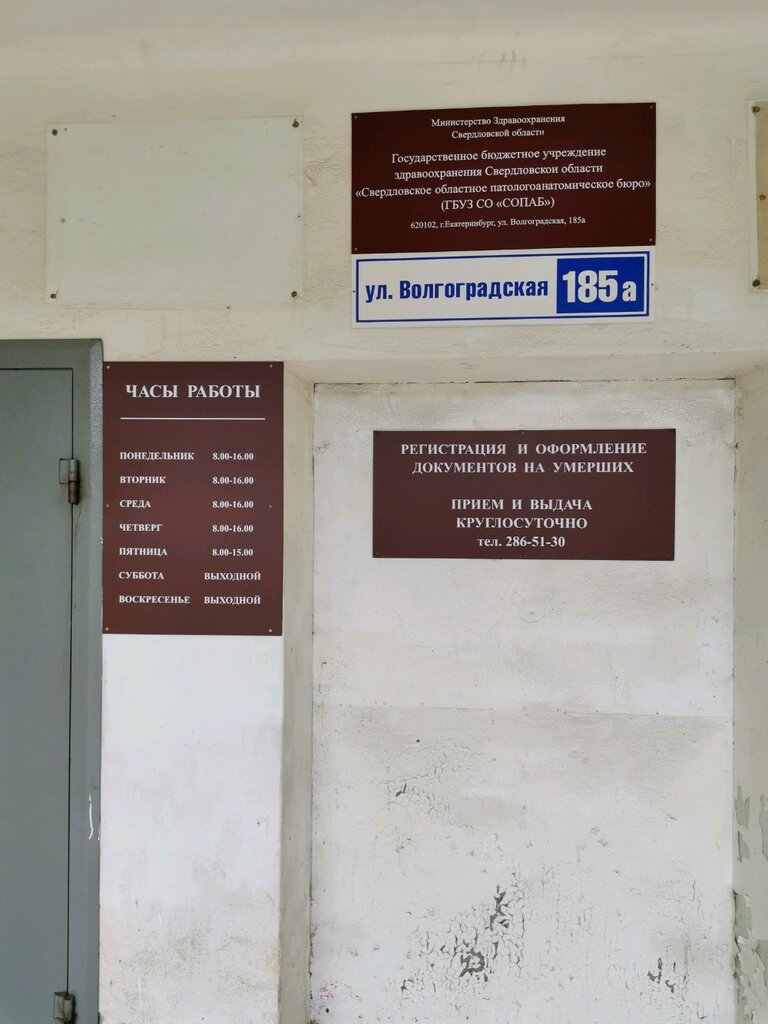 Министерство Здравоохранения
Свердловской области
Государственное бюджетное учреждение
здравоохранения Свердловской области
«Свердловское областное патологоанатомическое бюро»
(ГБУЗ СО «СОПАБ»)
620102, г.Екатеринбург, ул. Волгоградская, 185а
ул. Волгоградская 185а
ЧАСЫ РАБОТЫ
ПОНЕДЕЛЬНИК 8.00-16.00
ВТОРНИК 8.00-16.00
СРЕДА 8.00-16.00
ЧЕТВЕРГ 8.00-16.00
ПЯТНИЦА 8.00-15.00
СУББОТА ВЫХОДНОЙ
ВОСКРЕСЕНЬЕ ВЫХОДНОЙ
РЕГИСТРАЦИЯ И ОФОРМЛЕНИЕ
ДОКУМЕНТОВ НА УМЕРШИХ
ПРИЕМ И ВЫДАЧА
КРУГЛОСУТОЧНО
тел. 286-51-30